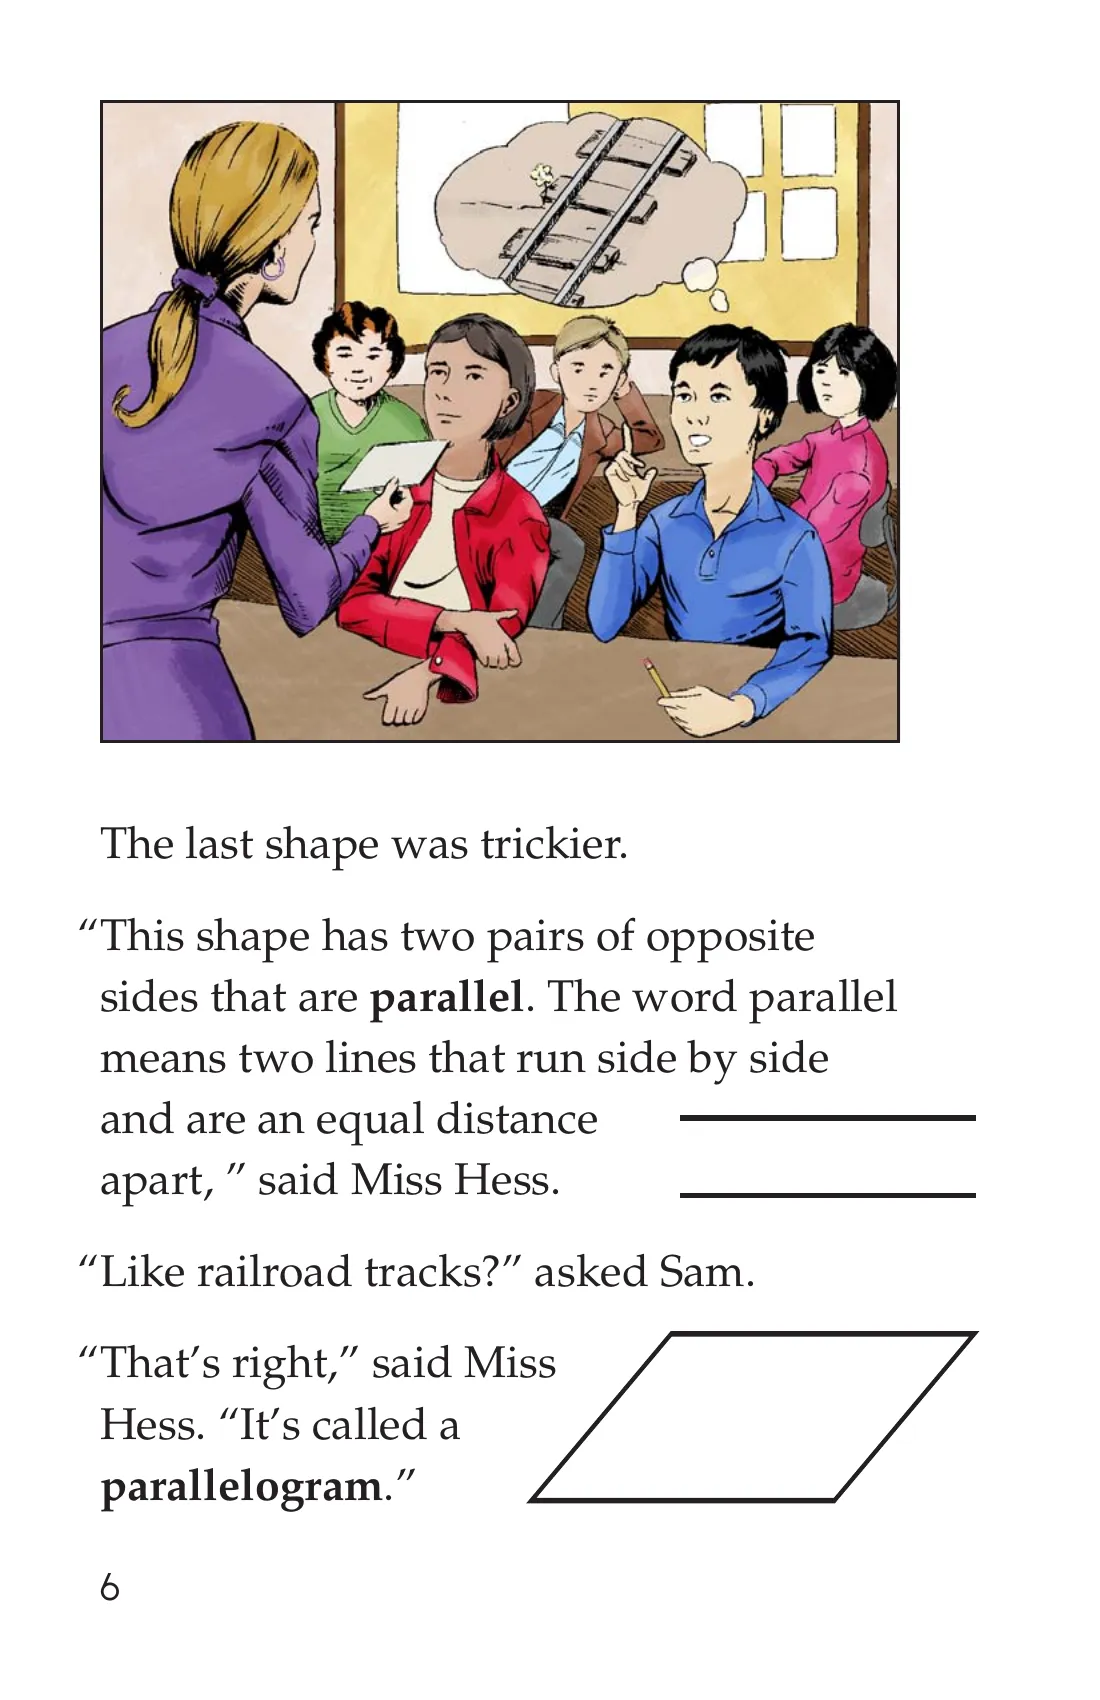 The last shape was trickier.
“This shape has two pairs of opposite
sides that are parallel. The word parallel
means two lines that run side by side
and are an equal distance
apart, ” said Miss Hess.
“Like railroad tracks?” asked Sam.
“That’s right,” said Miss
Hess. “It’s called a
parallelogram.”
6